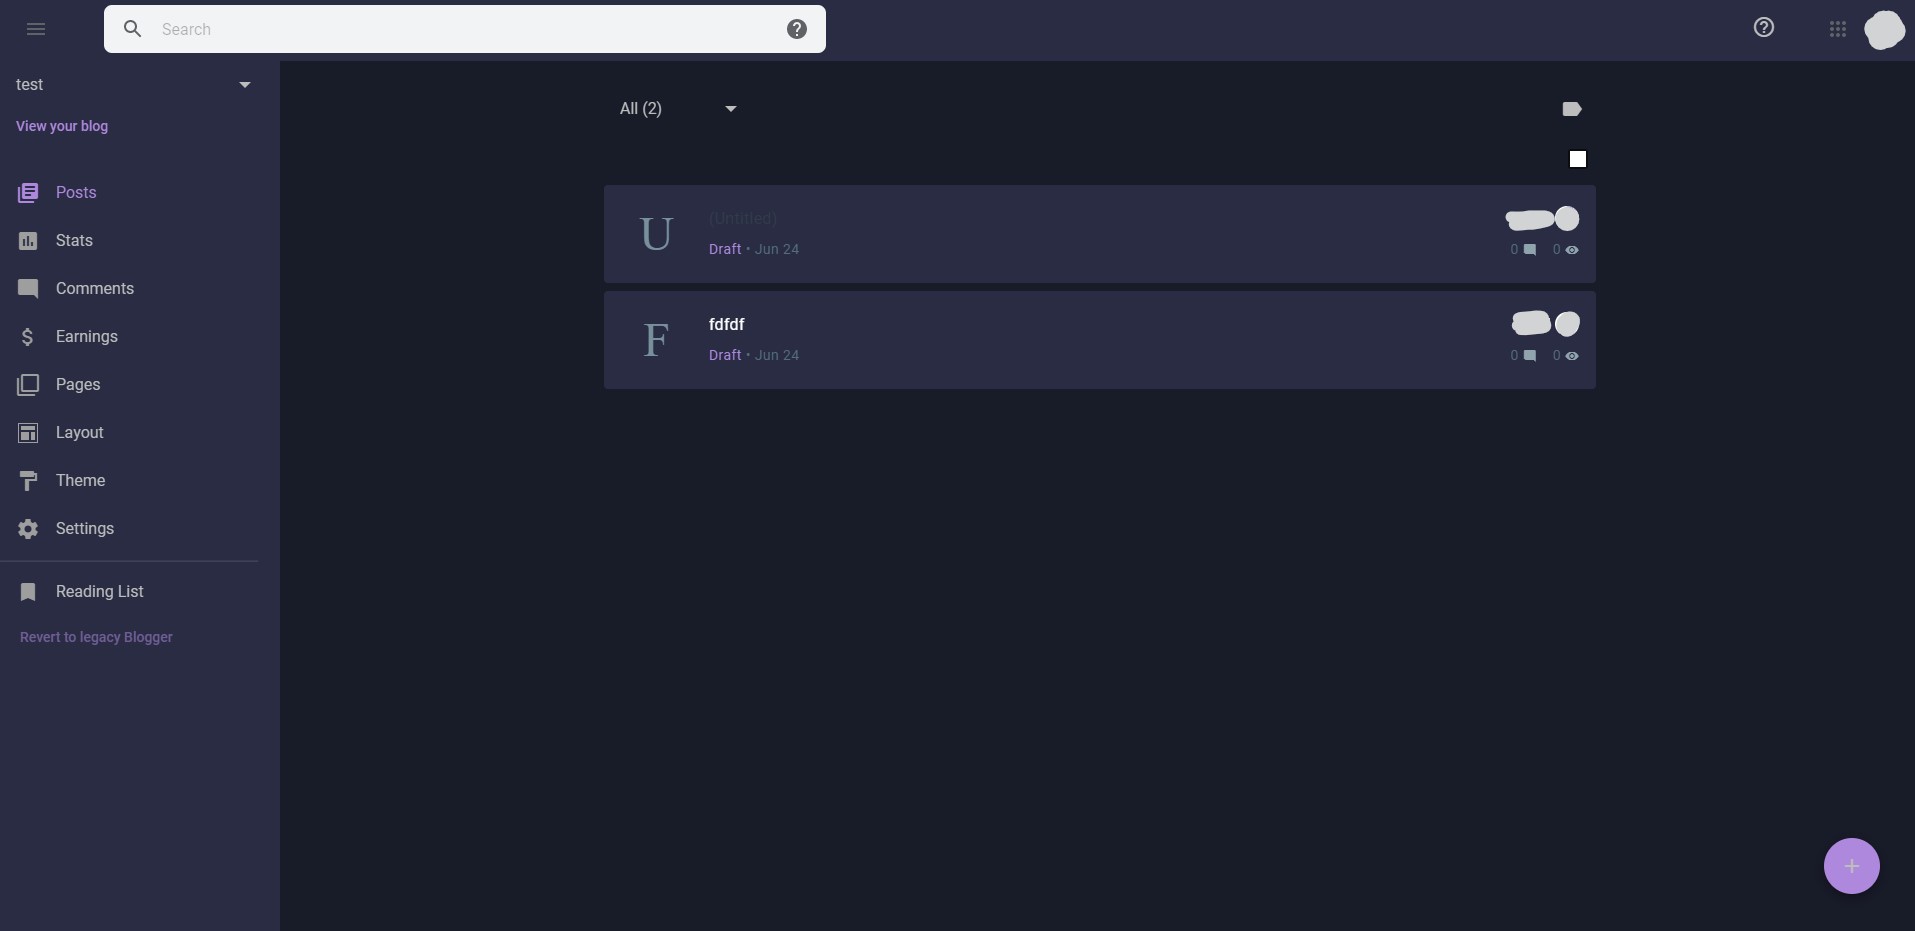 Search
test
View your blog
Posts
Stats
Comments
Earnings
Pages
Layout
Theme
Settings
Reading List
Revert to legacy Blogger
All (2)
U
(Untitled)
Draft • Jun 24
0 0
F
fdfdf
Draft • Jun 24
0 0